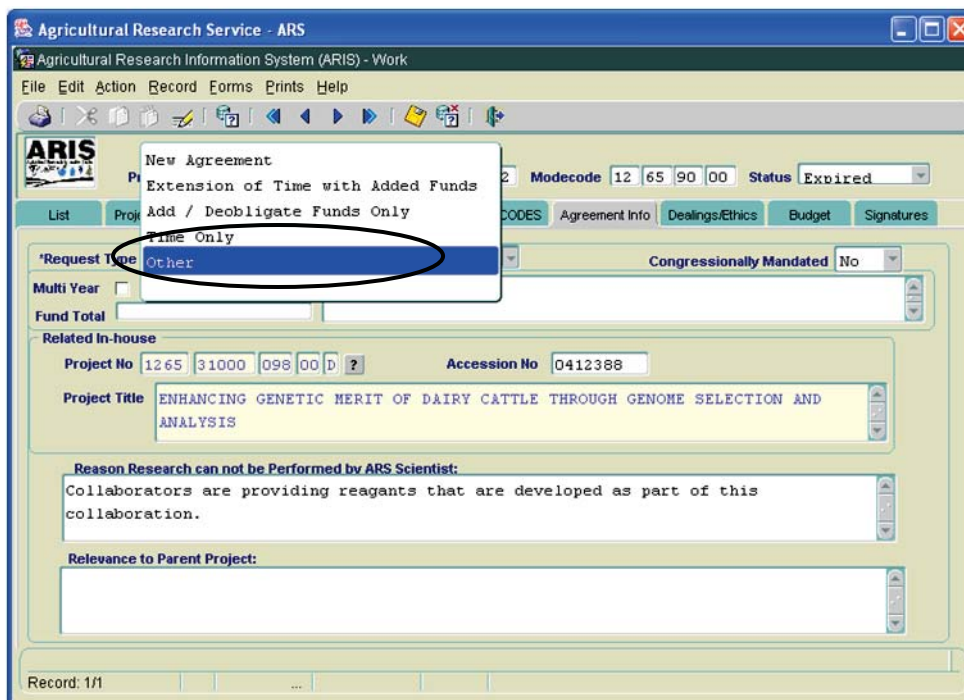 Agricultural Research Service - ARS
Agricultural Research Information System (ARIS) - Work
File Edit Action Record Forms Prints Help
ARIS
2 Modecode 12 65 90 00 Status Expired
New Agreement
Extension of Time with Added Funds
Add / Deobligate Funds Only
Time Only
Other
List CODES Agreement Info Dealings/Ethics Budget Signatures
*Request Type Congressionally Mandated No
Multi Year
Fund Total
Related In-house
Project No 1265 31000 098 00 D ? Accession No 0412388
Project Title ENHANCING GENETIC MERIT OF DAIRY CATTLE THROUGH GENOME SELECTION AND
ANALYSIS
Reason Research can not be Performed by ARS Scientist:
Collaborators are providing reagants that are developed as part of this
collaboration.
Relevance to Parent Project:
Record: 1/1 ...